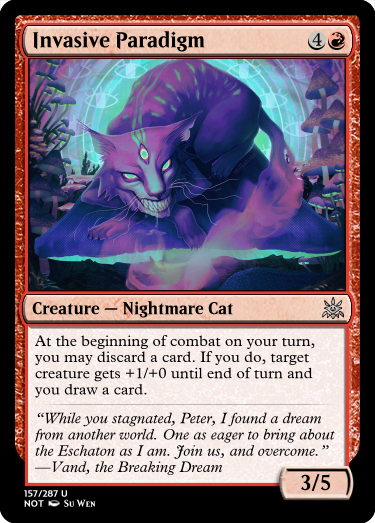 Invasive Paradigm 4
Creature — Nightmare Cat
At the beginning of combat on your turn,
you may discard a card. If you do, target
creature gets +1/+0 until end of turn and
you draw a card.
“While you stagnated, Peter, I found a dream
from another world. One as eager to bring about
the Eschaton as I am. Join us, and overcome.”
—Vand, the Breaking Dream
3/5
157/287 U
NOT Su Wen